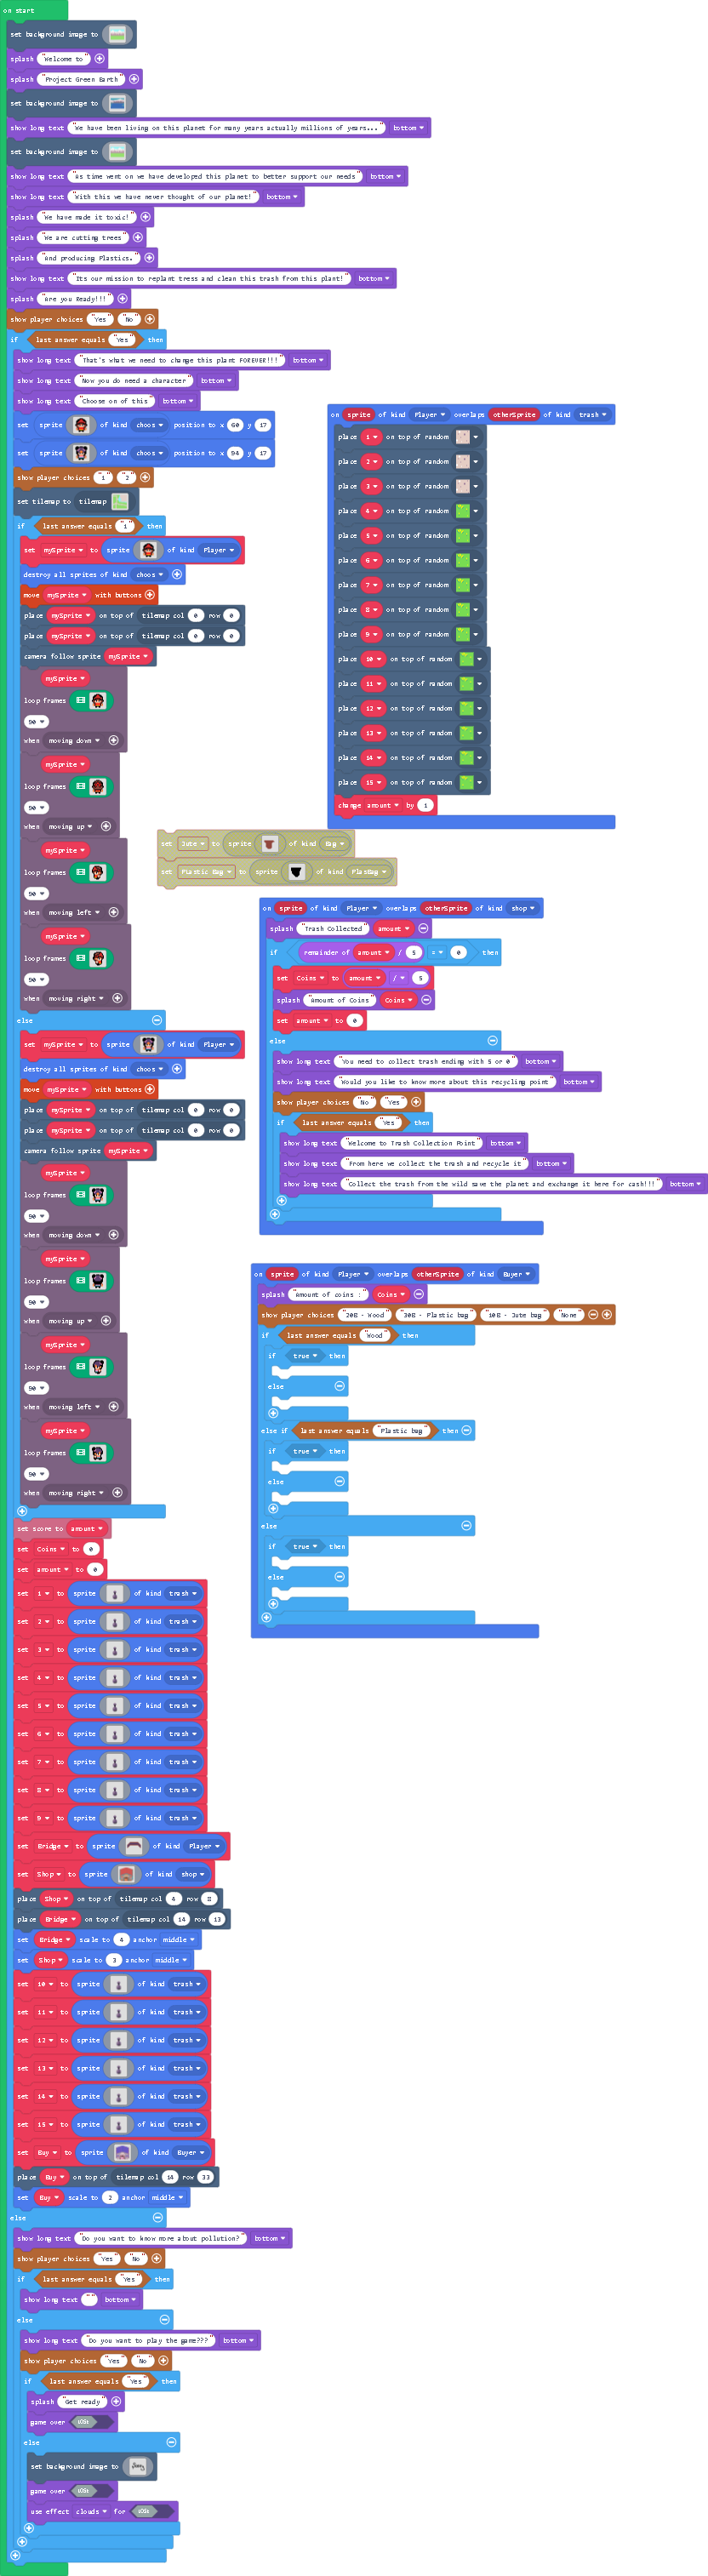 on start
set background image to
splash "Welcome to"
splash "Project Green Earth"
set background image to
show long text "We have been living on this planet for many years actually millions of years..." bottom
set background image to
show long text "As time went on we have developed this planet to better support our needs" bottom
show long text "With this we have never thought of our planet!" bottom
splash "We have made it toxic!"
splash "We are cutting trees"
splash "And producing Plastics."
show long text "Its our mission to replant tress and clean this trash from this plant!" bottom
splash "Are you Ready!!!"
show player choices "Yes" "No"
if last answer equals "Yes" then
show long text "That's what we need to change this plant FOREVER!!!" bottom
show long text "Now you do need a character" bottom
show long text "Choose on of this" bottom
set sprite of kind choos position to x 60 y 17
set sprite of kind choos position to x 94 y 17
show player choices "1" "2"
set tilemap to tilemap
if last answer equals "1" then
set mySprite to sprite of kind Player
destroy all sprites of kind choos
move mySprite with buttons
place mySprite on top of tilemap col 0 row 0
place mySprite on top of tilemap col 0 row 0
camera follow sprite mySprite
mySprite
loop frames
90
when moving down
mySprite
loop frames
90
when moving up
mySprite
loop frames
90
when moving left
mySprite
loop frames
90
when moving right
else
set mySprite to sprite of kind Player
destroy all sprites of kind choos
move mySprite with buttons
place mySprite on top of tilemap col 0 row 0
place mySprite on top of tilemap col 0 row 0
camera follow sprite mySprite
mySprite
loop frames
90
when moving down
mySprite
loop frames
90
when moving up
mySprite
loop frames
90
when moving left
mySprite
loop frames
90
when moving right
set score to amount
set Coins to 0
set amount to 0
set 1 to sprite of kind trash
set 2 to sprite of kind trash
set 3 to sprite of kind trash
set 4 to sprite of kind trash
set 5 to sprite of kind trash
set 6 to sprite of kind trash
set 7 to sprite of kind trash
set 8 to sprite of kind trash
set 9 to sprite of kind trash
set Bridge to sprite of kind Player
set Shop to sprite of kind shop
place Shop on top of tilemap col 4 row 8
place Bridge on top of tilemap col 14 row 13
set Bridge scale to 4 anchor middle
set Shop scale to 3 anchor middle
set 10 to sprite of kind trash
set 11 to sprite of kind trash
set 12 to sprite of kind trash
set 13 to sprite of kind trash
set 14 to sprite of kind trash
set 15 to sprite of kind trash
set Buy to sprite of kind Buyer
place Buy on top of tilemap col 14 row 33
set Buy scale to 2 anchor middle
else
show long text "Do you want to know more about pollution?" bottom
show player choices "Yes" "No"
if last answer equals "Yes" then
show long text "" bottom
else
show long text "Do you want to play the game???" bottom
show player choices "Yes" "No"
if last answer equals "Yes" then
splash "Get ready"
game over
else
set background image to
game over
use effect clouds for
on sprite of kind Player overlaps otherSprite of kind trash
place 1 on top of random
place 2 on top of random
place 3 on top of random
place 4 on top of random
place 5 on top of random
place 6 on top of random
place 7 on top of random
place 8 on top of random
place 9 on top of random
place 10 on top of random
place 11 on top of random
place 12 on top of random
place 13 on top of random
place 14 on top of random
place 15 on top of random
change amount by 1
set Jute to sprite of kind Bag
set Plastic Bag to sprite of kind PlasBag
on sprite of kind Player overlaps otherSprite of kind shop
splash "Trash Collected" amount
if remainder of amount / 5 = 0 then
set Coins to amount / 5
splash "Amount of Coins" Coins
set amount to 0
else
show long text "You need to collect trash ending with 5 or 0" bottom
show long text "Would you like to know more about this recycling point" bottom
show player choices "No" "Yes"
if last answer equals "Yes" then
show long text "Welcome to Trash Collection Point" bottom
show long text "From here we collect the trash and recycle it" bottom
show long text "Collect the trash from the wild save the planet and exchange it here for cash!!!" bottom
on sprite of kind Player overlaps otherSprite of kind Buyer
splash "Amount of coins :" Coins
show player choices "20B - Wood" "30B - Plastic bag" "10B - Jute bag" "None"
if last answer equals "Wood" then
if true then
else
else if last answer equals "Plastic bag" then
if true then
else
else
if true then
else